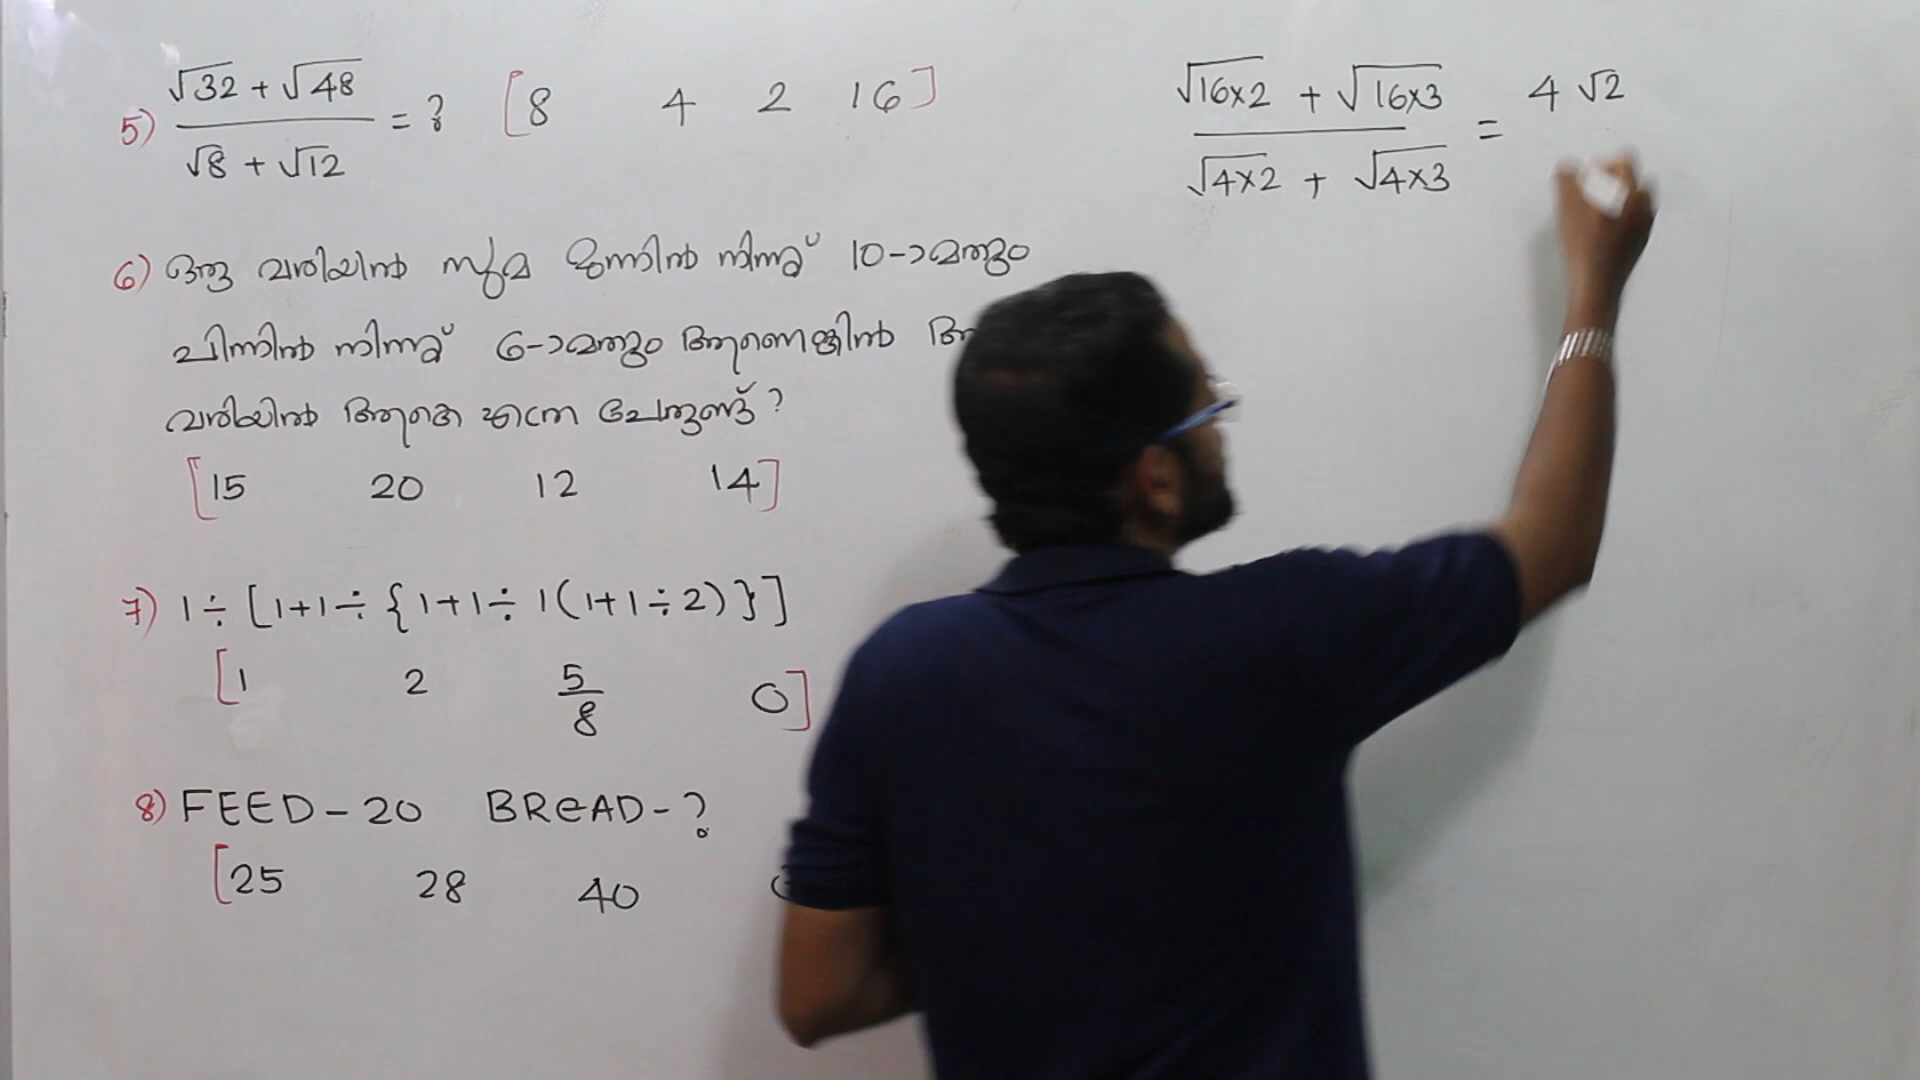 5) (√32 + √48) / (√8 + √12) = ? [8 4 2 16]
(√16×2 + √16×3) / (√4×2 + √4×3) = 4 √2
6) ഒരു വരിയിൽ സുമ മുന്നിൽ നിന്ന് 10-ാമത്തും
പിന്നിൽ നിന്ന് 6-ാമത്തും ആണെങ്കിൽ
വരിയിൽ ആകെ എത്ര പേരുണ്ട്?
[15 20 12 14]
7) 1÷[1+1÷{1+1÷1(1+1÷2)}]
[1 2 5/8 0]
8) FEED-20 BReAD-?
[25 28 40